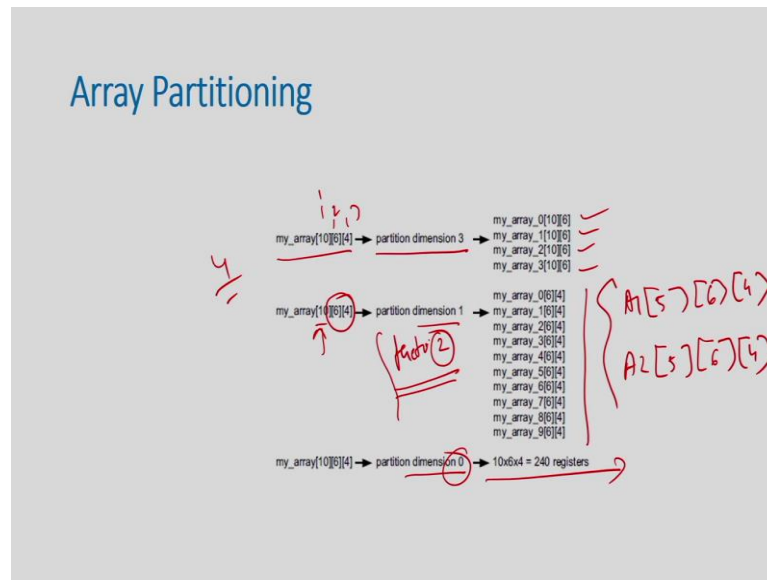 Array Partitioning
1 2 3
my_array[10][6][4] → partition dimension 3 →
my_array_0[10][6]
my_array_1[10][6]
my_array_2[10][6]
my_array_3[10][6]
4
my_array[10][6][4] → partition dimension 1 →
factor 2
my_array_0[6][4]
my_array_1[6][4]
my_array_2[6][4]
my_array_3[6][4]
my_array_4[6][4]
my_array_5[6][4]
my_array_6[6][4]
my_array_7[6][4]
my_array_8[6][4]
my_array_9[6][4]
A1[5][6][4]
A2[5][6][4]
my_array[10][6][4] → partition dimension 0 → 10x6x4 = 240 registers